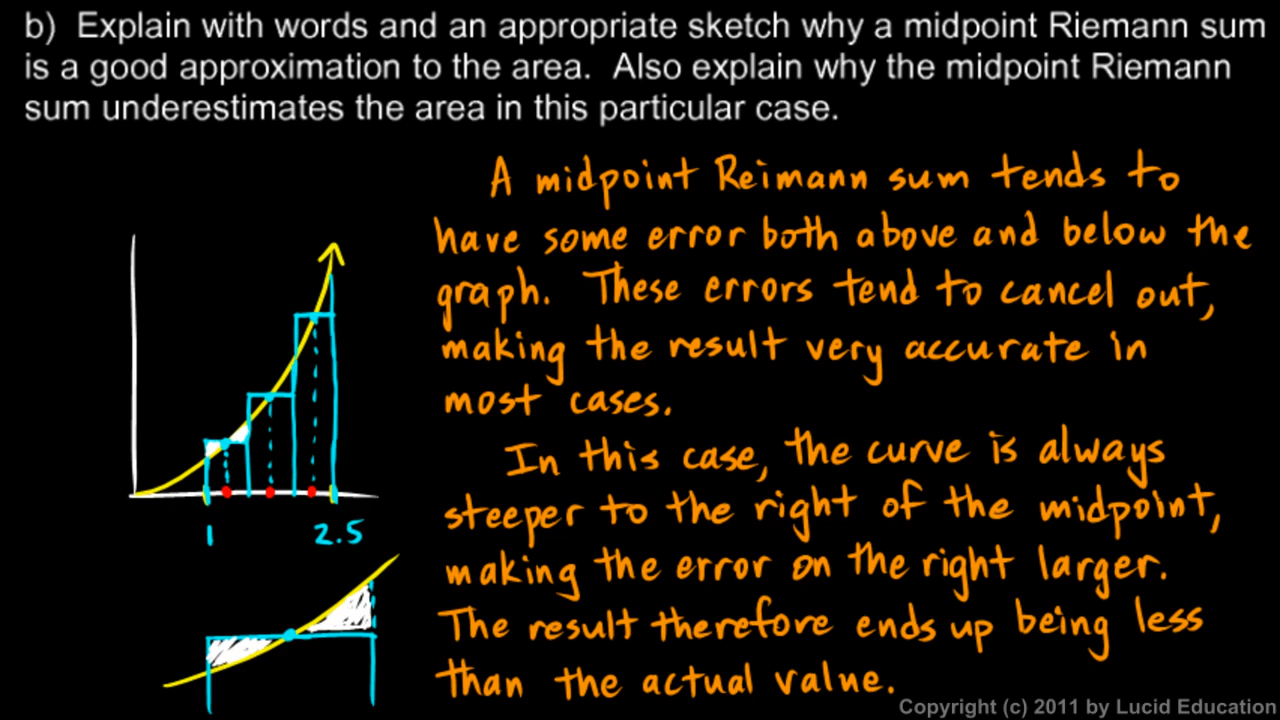 b) Explain with words and an appropriate sketch why a midpoint Riemann sum
is a good approximation to the area. Also explain why the midpoint Riemann
sum underestimates the area in this particular case.
A midpoint Reimann sum tends to
have some error both above and below the
graph. These errors tend to cancel out,
making the result very accurate in
most cases.
In this case, the curve is always
steeper to the right of the midpoint,
making the error on the right larger.
The result therefore ends up being less
than the actual value.
1 2.5
Copyright (c) 2011 by Lucid Education